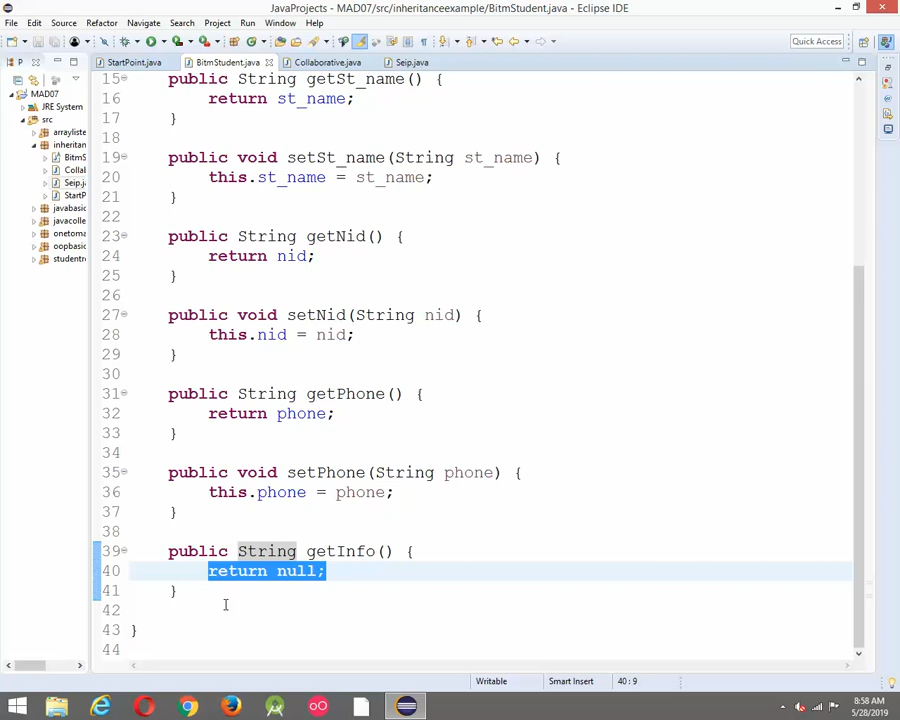 JavaProjects - MAD07/src/inheritanceexample/BitmStudent.java - Eclipse IDE
File Edit Source Refactor Navigate Search Project Run Window Help
Quick Access
P
StartPoint.java BitmStudent.java Collaborative.java Seip.java
MAD07
JRE System
src
arrayliste
inheritan
BitmS
Collab
Seip.ja
StartP
javabasic
javacolle
onetoma
oopbasic
studentre
15 public String getSt_name() {
16 return st_name;
17 }
18
19 public void setSt_name(String st_name) {
20 this.st_name = st_name;
21 }
22
23 public String getNid() {
24 return nid;
25 }
26
27 public void setNid(String nid) {
28 this.nid = nid;
29 }
30
31 public String getPhone() {
32 return phone;
33 }
34
35 public void setPhone(String phone) {
36 this.phone = phone;
37 }
38
39 public String getInfo() {
40 return null;
41 }
42
43 }
44
Writable Smart Insert 40 : 9
8:58 AM
5/28/2019